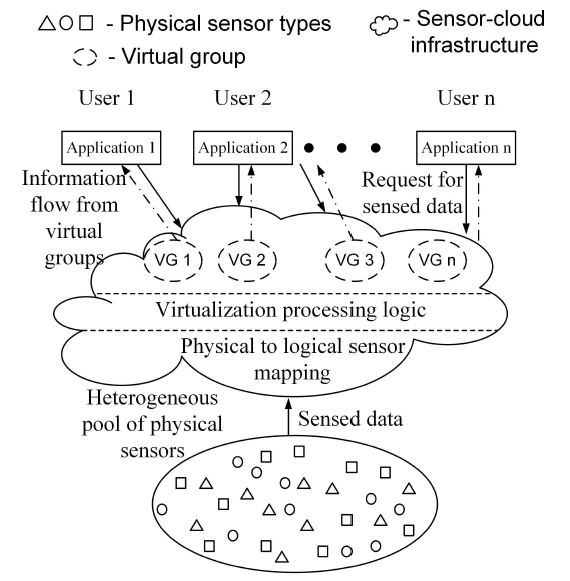 - Physical sensor types
- Sensor-cloud
infrastructure
- Virtual group
User 1
User 2
User n
Application 1
Application 2
Application n
Information
flow from
virtual
groups
Request for
sensed data
VG 1
VG 2
VG 3
VG n
Virtualization processing logic
Physical to logical sensor
mapping
Heterogeneous
pool of physical
sensors
Sensed data